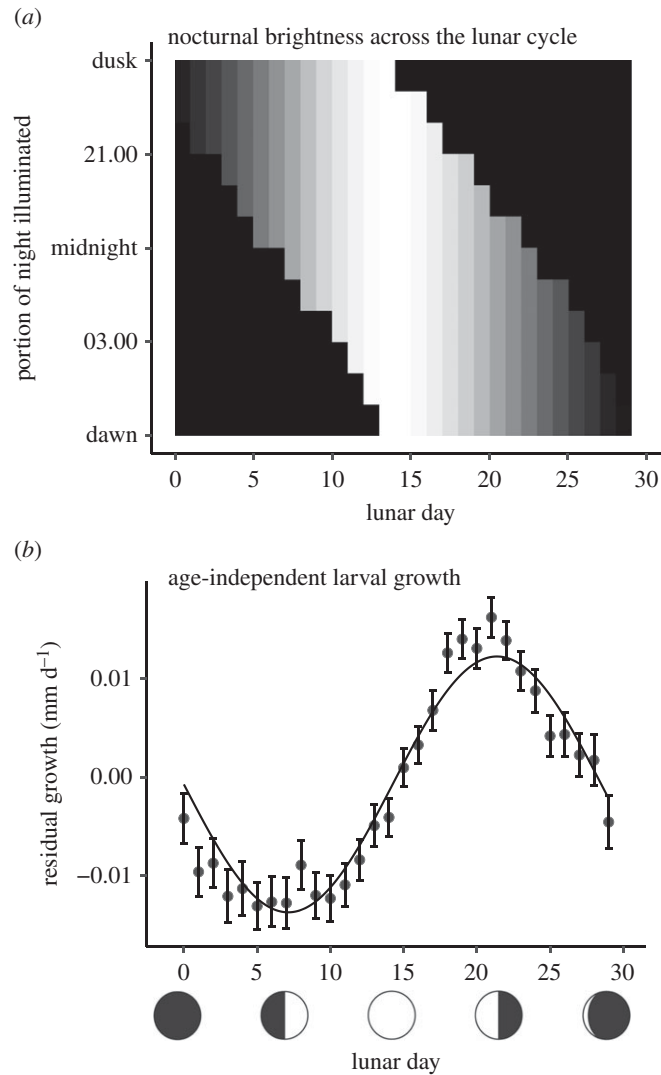 (a)
nocturnal brightness across the lunar cycle
portion of night illuminated
dusk
21.00
midnight
03.00
dawn
0 5 10 15 20 25 30
lunar day
(b)
age-independent larval growth
residual growth (mm d⁻¹)
0.01
0.00
−0.01
0 5 10 15 20 25 30
lunar day